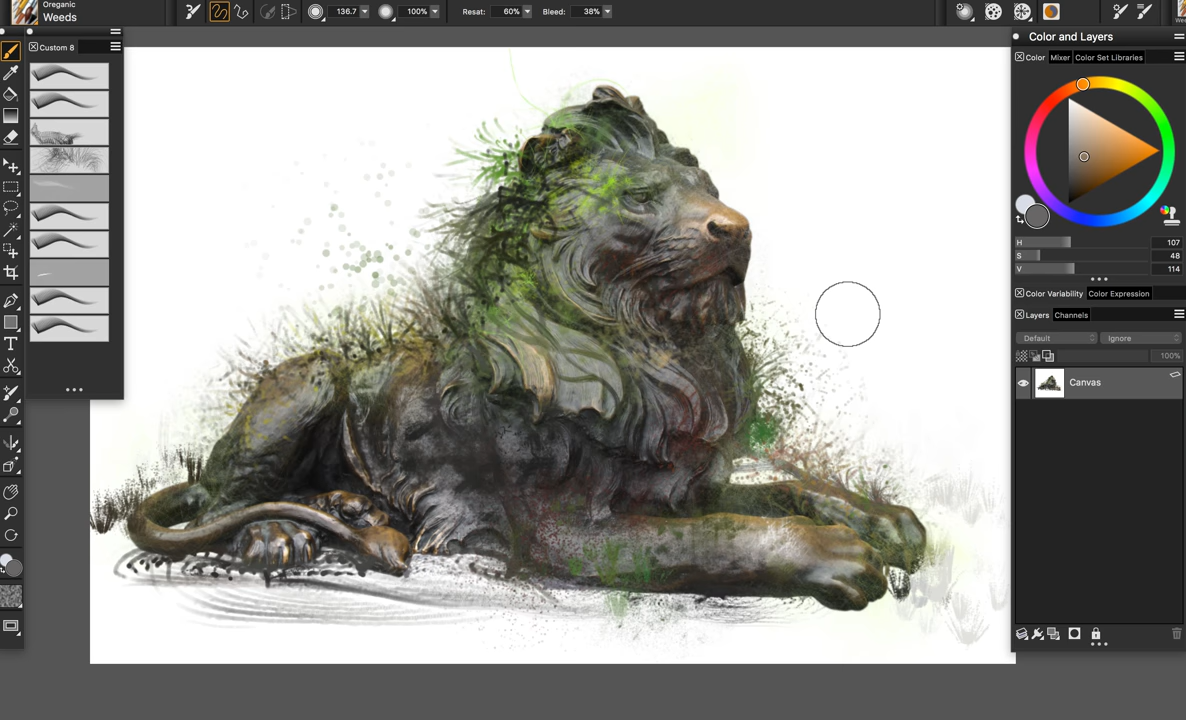 Oreganic
Weeds
136.7
100%
Resat: 60%
Bleed: 38%
Custom 8
T
Color and Layers
Color Mixer Color Set Libraries
H 107
S 48
V 114
Color Variability Color Expression
Layers Channels
Default Ignore
100%
Canvas